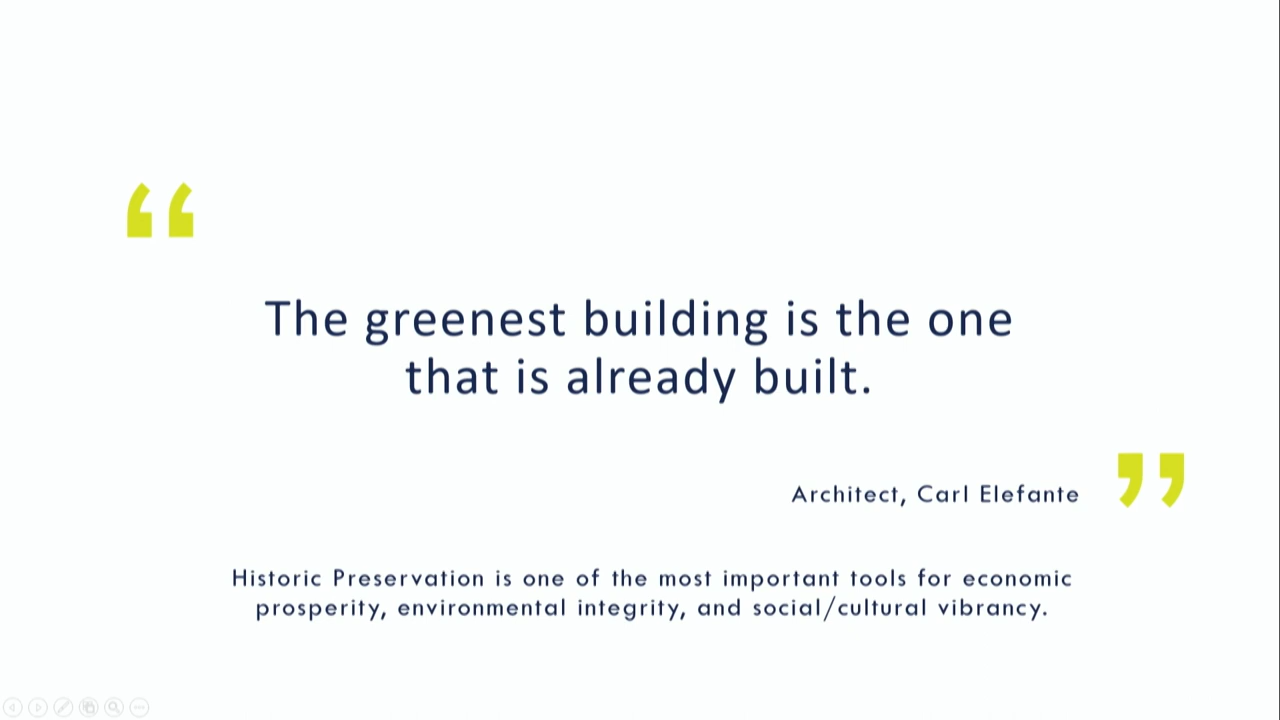 “
The greenest building is the one
that is already built.
”
Architect, Carl Elefante
Historic Preservation is one of the most important tools for economic
prosperity, environmental integrity, and social/cultural vibrancy.